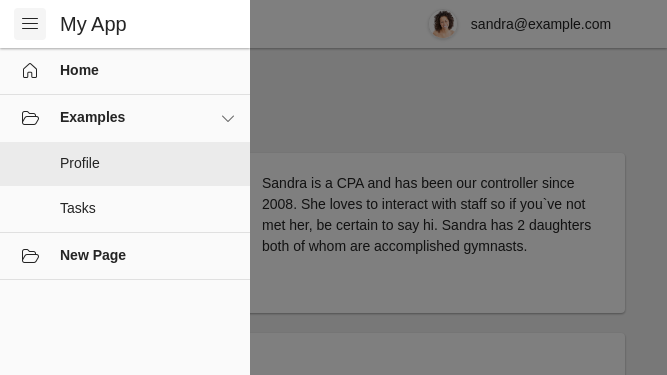 My App
sandra@example.com
Home
Examples
Profile
Tasks
New Page
Sandra is a CPA and has been our controller since
2008. She loves to interact with staff so if you`ve not
met her, be certain to say hi. Sandra has 2 daughters
both of whom are accomplished gymnasts.